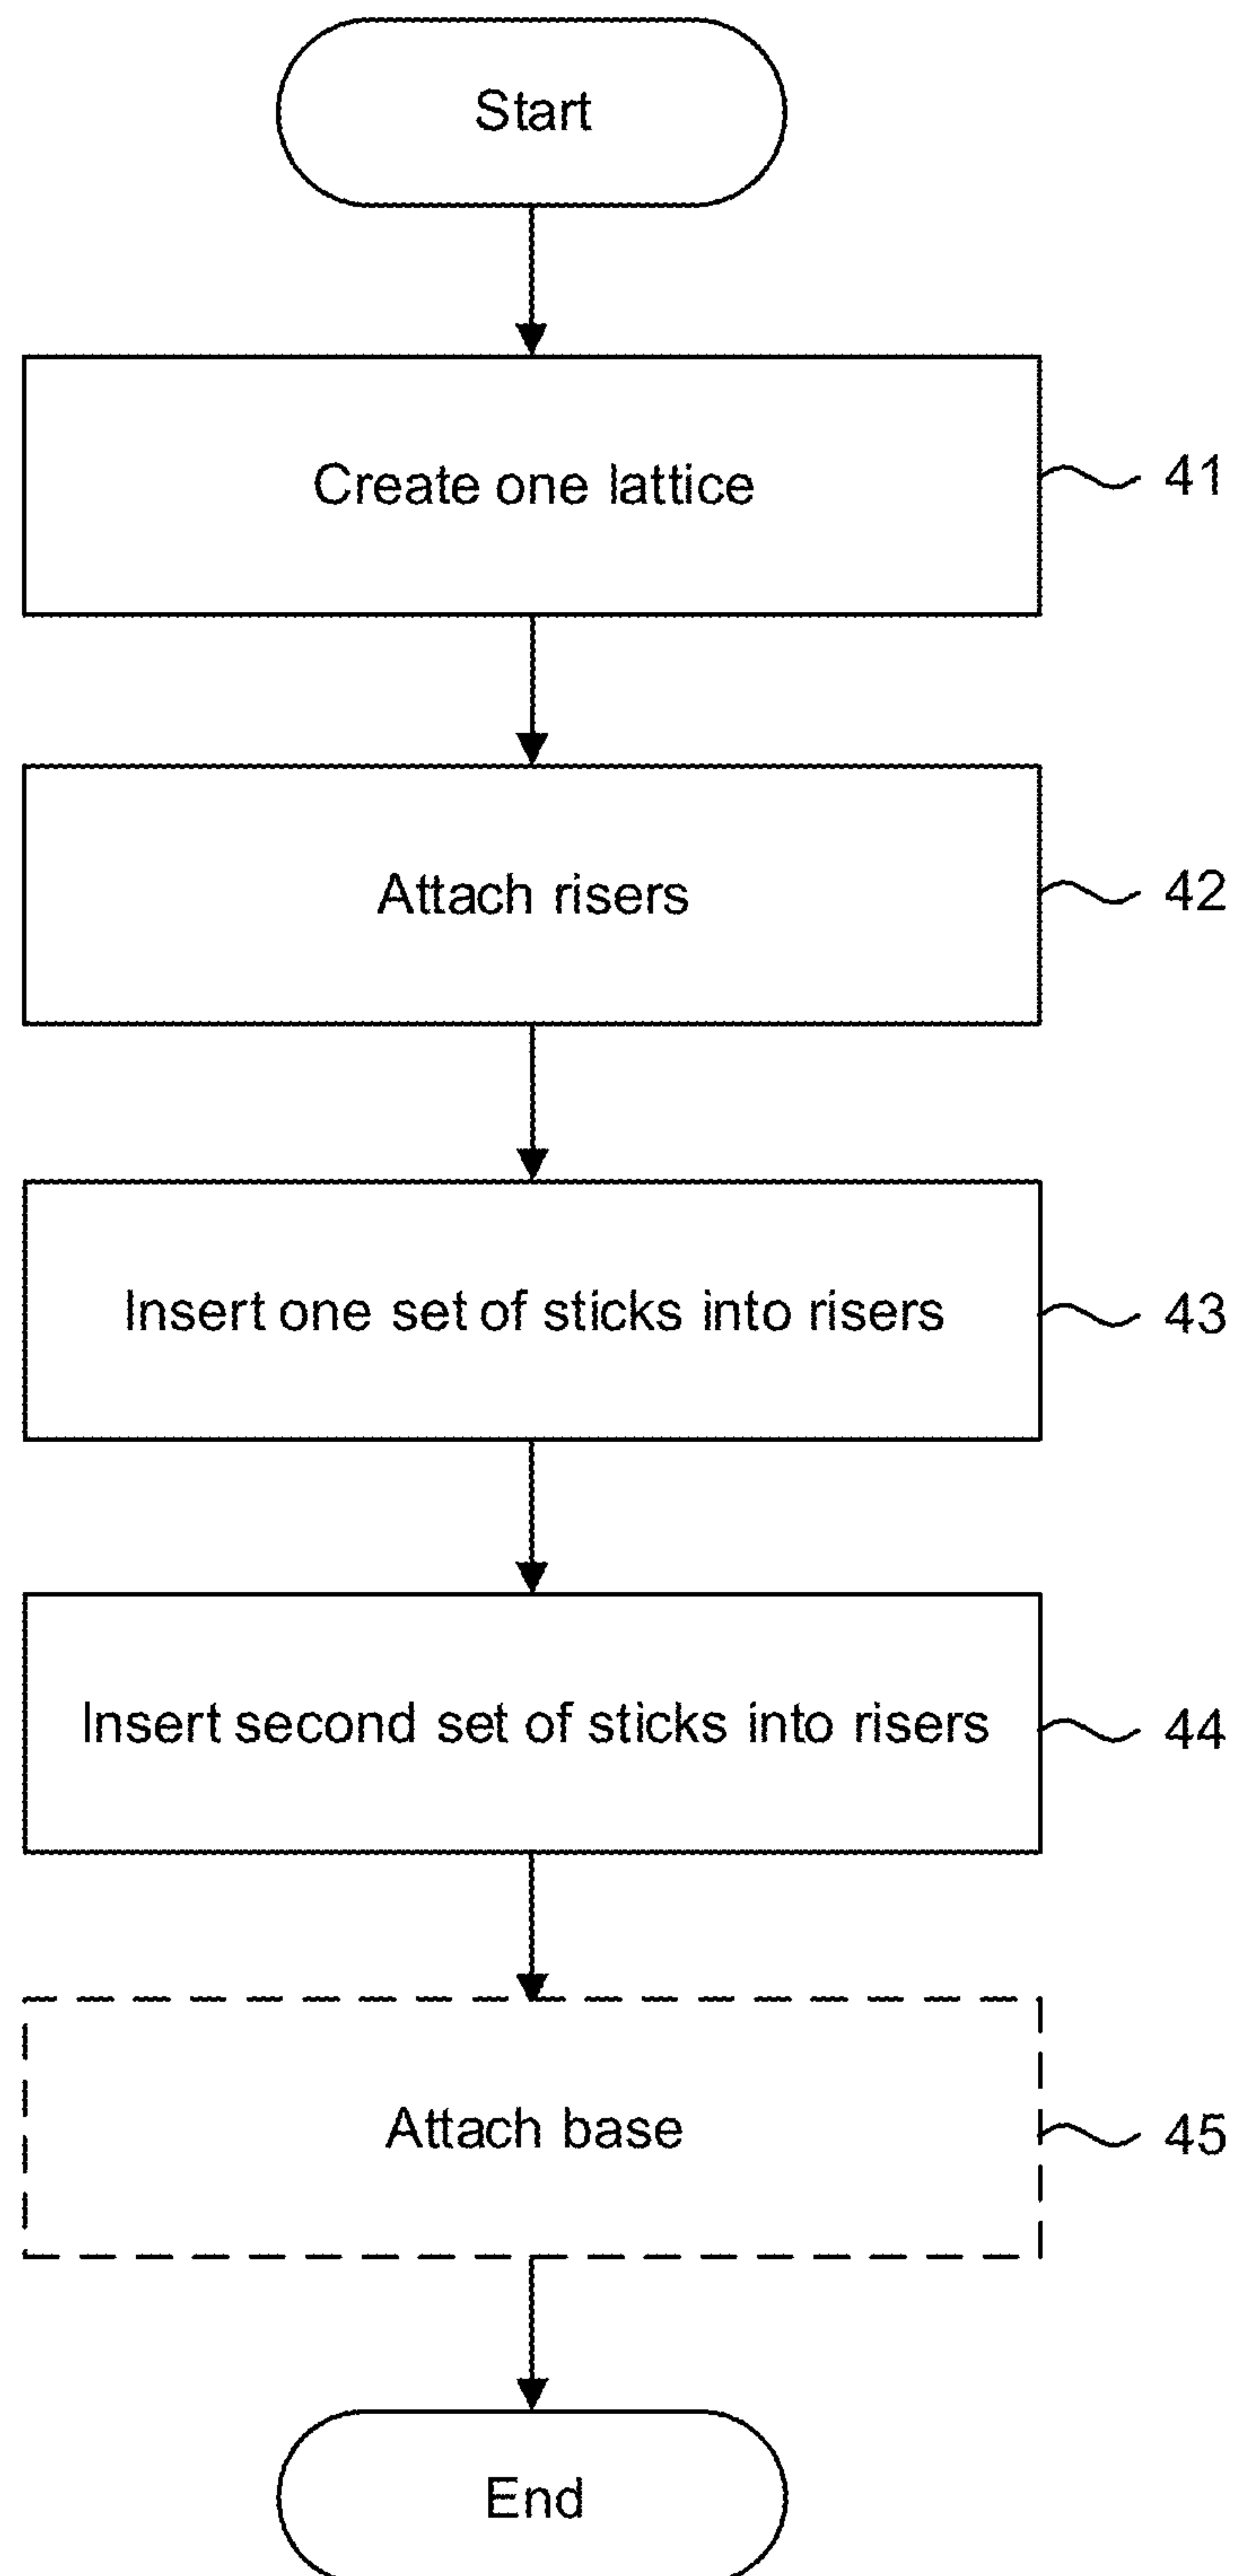 Start
Create one lattice
41
Attach risers
42
Insert one set of sticks into risers
43
Insert second set of sticks into risers
44
Attach base
45
End